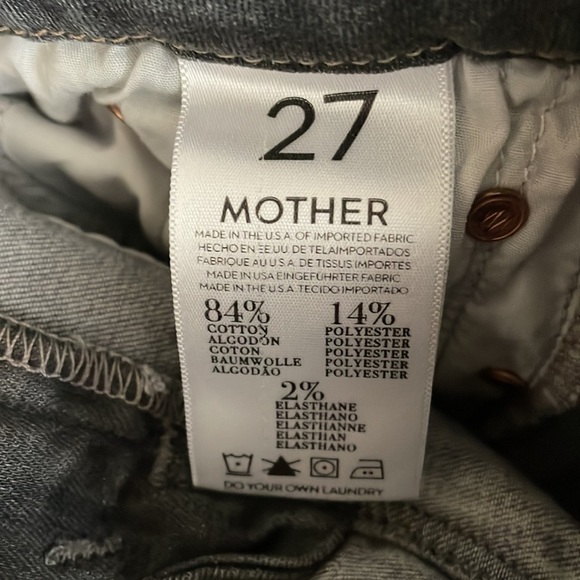 27
MOTHER
MADE IN THE U.S.A. OF IMPORTED FABRIC
HECHO EN EE.UU. DE TELA IMPORTADOS
FABRIQUE AU U.S.A. DE TISSUS IMPORTÉS
MADE IN USA EINGEFÜHRTER FABRIC
MADE IN THE U.S.A. TECIDO IMPORTADO
84% 14%
COTTON POLYESTER
ALGODÓN POLYESTER
COTON POLYESTER
BAUMWOLLE POLYESTER
ALGODÃO POLYESTER
2%
ELASTHANE
ELASTHANO
ELASTHANNE
ELASTHAN
ELASTHANO
DO YOUR OWN LAUNDRY